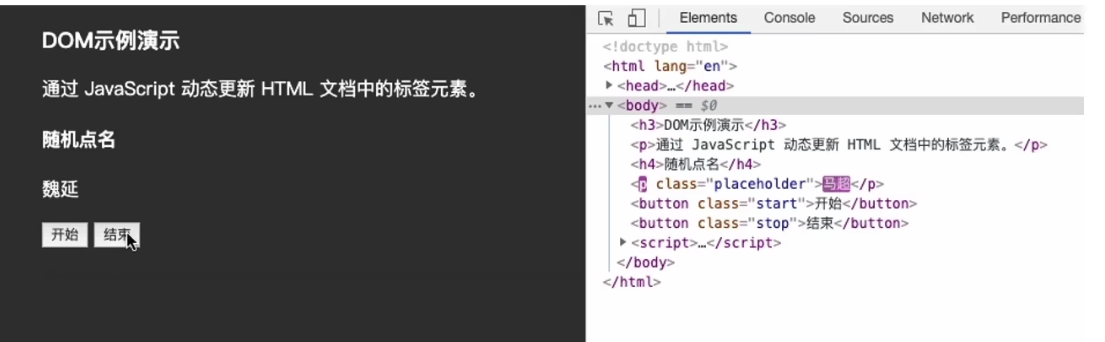 DOM示例演示
通过 JavaScript 动态更新 HTML 文档中的标签元素。
随机点名
魏延
开始 结束
Elements Console Sources Network Performance
<!doctype html>
<html lang="en">
<head>…</head>
<body> == $0
<h3>DOM示例演示</h3>
<p>通过 JavaScript 动态更新 HTML 文档中的标签元素。</p>
<h4>随机点名</h4>
<p class="placeholder">马超</p>
<button class="start">开始</button>
<button class="stop">结束</button>
<script>…</script>
</body>
</html>